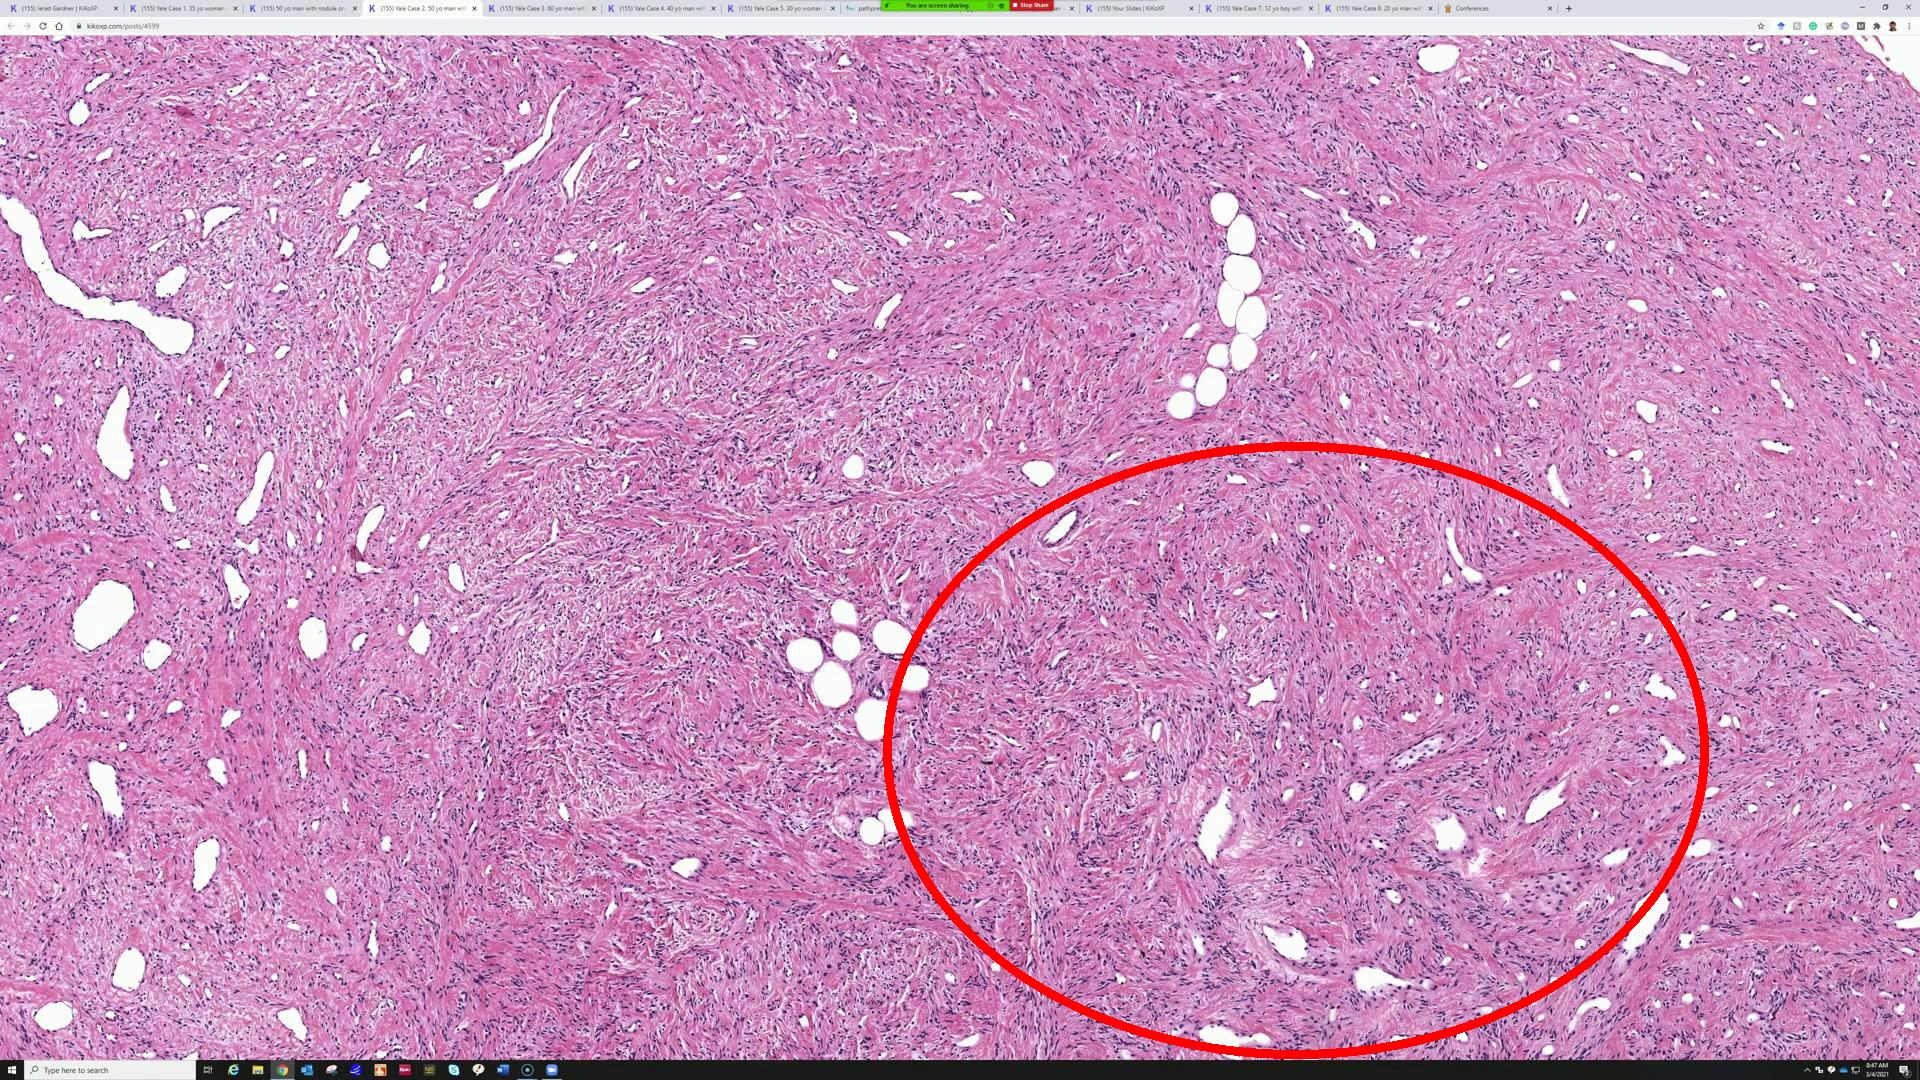 (155) Jerad Gardner | KiKoXP
(155) Yale Case 1. 35 yo woman
(155) 50 yo man with nodule on
(155) Yale Case 2. 50 yo man wit
(155) Yale Case 3. 60 yo man wit
(155) Yale Case 4. 40 yo man wit
(155) Yale Case 5. 30 yo woman
pathpre
You are screen sharing
Stop Share
(155) Your Slides | KiKoXP
(155) Yale Case 7. 12 yo boy wit
(155) Yale Case 8. 20 yo man wit
Conferences
kikoxp.com/posts/4599
Type here to search
8:47 AM
3/4/2021